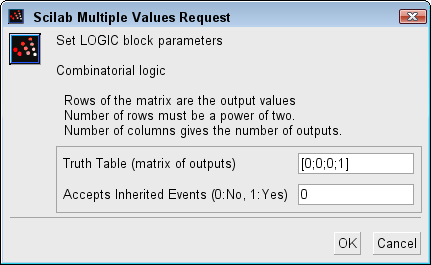 Scilab Multiple Values Request
Set LOGIC block parameters
Combinatorial logic
Rows of the matrix are the output values
Number of rows must be a power of two.
Number of columns gives the number of outputs.
Truth Table (matrix of outputs) [0;0;0;1]
Accepts Inherited Events (0:No, 1:Yes) 0
OK Cancel